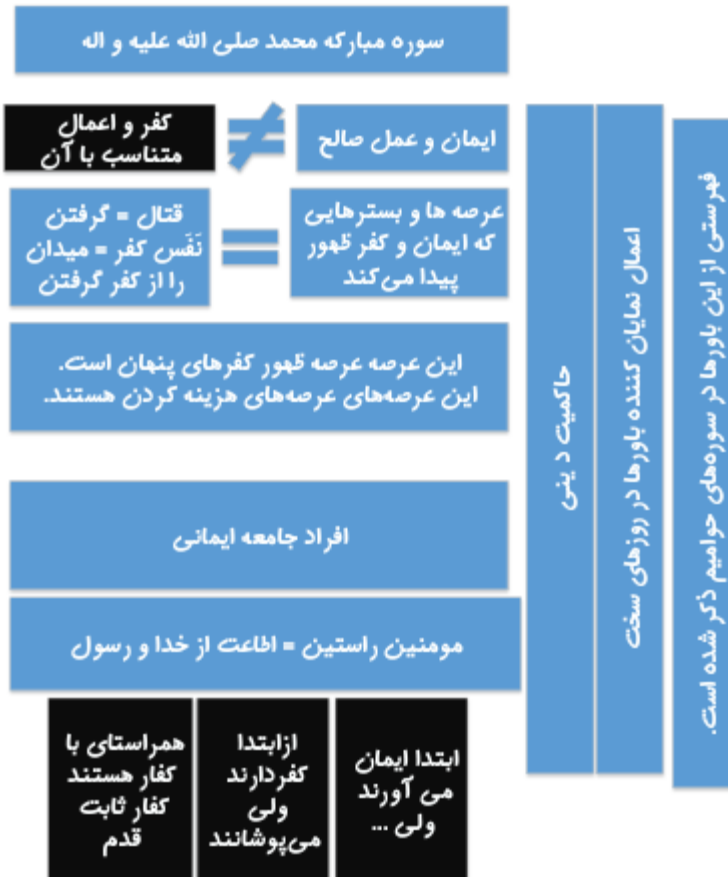 سوره مبارکه محمد صلی الله علیه و اله
ایمان و عمل صالح
≠
کفر و اعمال
متناسب با آن
عرصه ها و بسترهایی
که ایمان و کفر ظهور
پیدا می‌کند
=
قتال = گرفتن
نَفَس کفر = میدان
را از کفر گرفتن
این عرصه عرصه ظهور کفرهای پنهان است.
این عرصه‌های عرصه‌های هزینه کردن هستند.
افراد جامعه ایمانی
مومنین راستین = اطاعت از خدا و رسول
ابتدا ایمان
می آورند
ولی ...
ازابتدا
کفردارند
ولی
می‌پوشانند
همراستای با
کفار هستند
کفار ثابت
قدم
حاکمیت د ینی
اعمال نمایان کننده باورها در روزهای سخت
فهرستی از این باورها در سوره‌های حوامیم ذکر شده است.